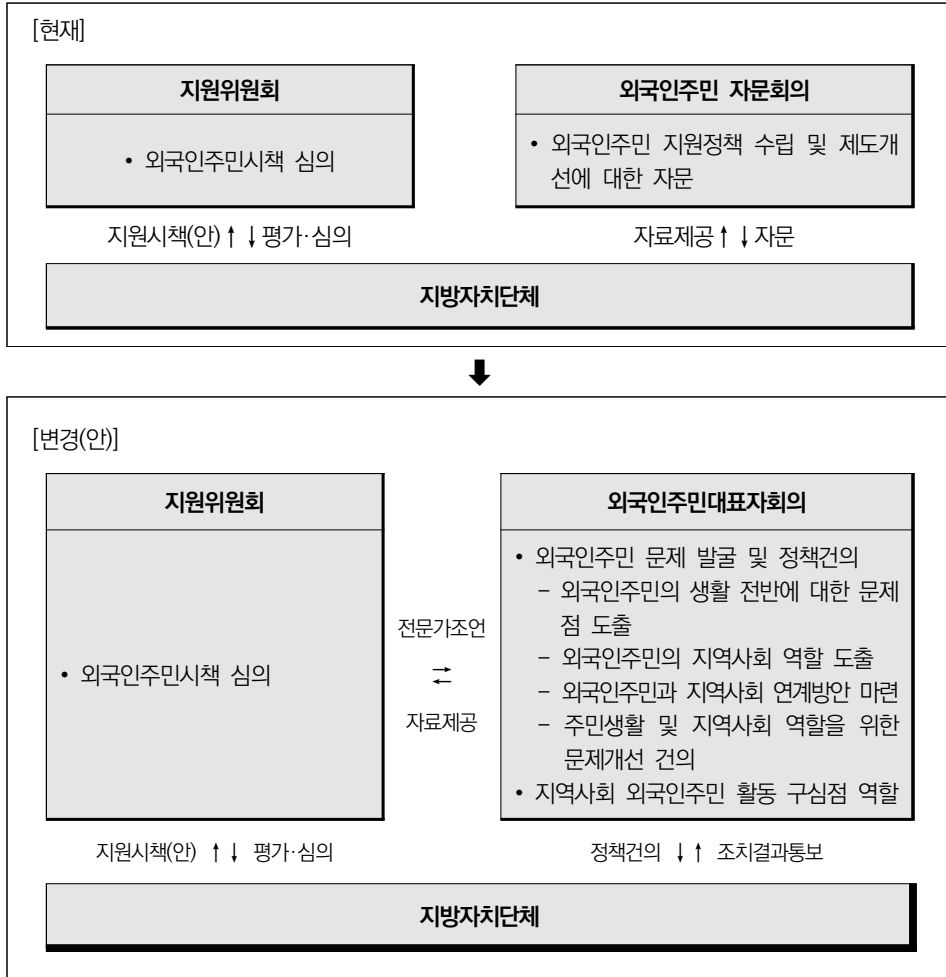 [현재]
지원위원회
• 외국인주민시책 심의
외국인주민 자문회의
• 외국인주민 지원정책 수립 및 제도개
선에 대한 자문
지원시책(안)↑↓평가·심의
자료제공↑↓자문
지방자치단체
⬇
[변경(안)]
지원위원회
• 외국인주민시책 심의
전문가조언
→
←
자료제공
외국인주민대표자회의
• 외국인주민 문제 발굴 및 정책건의
- 외국인주민의 생활 전반에 대한 문제
점 도출
- 외국인주민의 지역사회 역할 도출
- 외국인주민과 지역사회 연계방안 마련
- 주민생활 및 지역사회 역할을 위한
문제개선 건의
• 지역사회 외국인주민 활동 구심점 역할
지원시책(안) ↑↓ 평가·심의
정책건의 ↓↑ 조치결과통보
지방자치단체